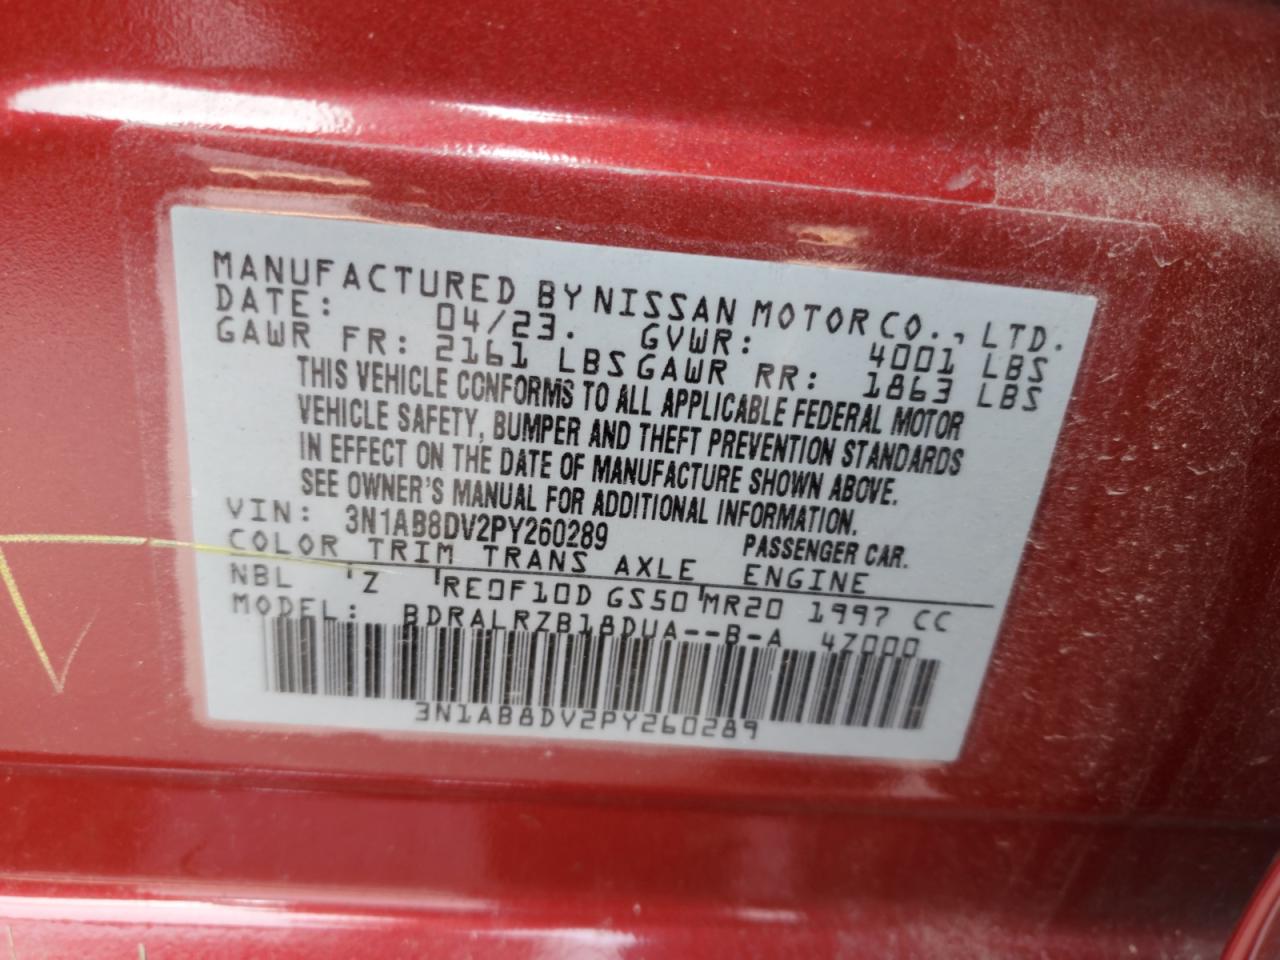 MANUFACTURED BY NISSAN MOTOR CO., LTD.
DATE: 04/23. GVWR: 4001 LBS
GAWR FR: 2161 LBS GAWR RR: 1863 LBS
THIS VEHICLE CONFORMS TO ALL APPLICABLE FEDERAL MOTOR
VEHICLE SAFETY, BUMPER AND THEFT PREVENTION STANDARDS
IN EFFECT ON THE DATE OF MANUFACTURE SHOWN ABOVE.
SEE OWNER'S MANUAL FOR ADDITIONAL INFORMATION.
VIN: 3N1AB8DV2PY260289 PASSENGER CAR.
COLOR TRIM TRANS AXLE ENGINE
NBL 'Z 'RE0F10D GS50'MR20 1997 CC
MODEL: BDRALRZB18DUA--B-A 4Z000
3N1AB8DV2PY260289